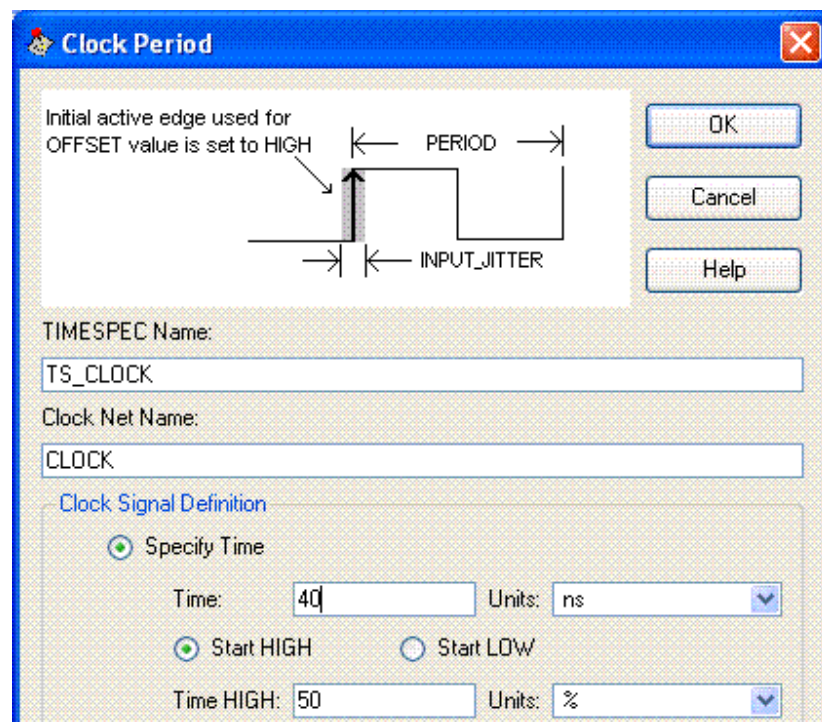 Clock Period
Initial active edge used for
OFFSET value is set to HIGH
PERIOD
INPUT_JITTER
OK
Cancel
Help
TIMESPEC Name:
TS_CLOCK
Clock Net Name:
CLOCK
Clock Signal Definition
Specify Time
Time: 40 Units: ns
Start HIGH Start LOW
Time HIGH: 50 Units: %